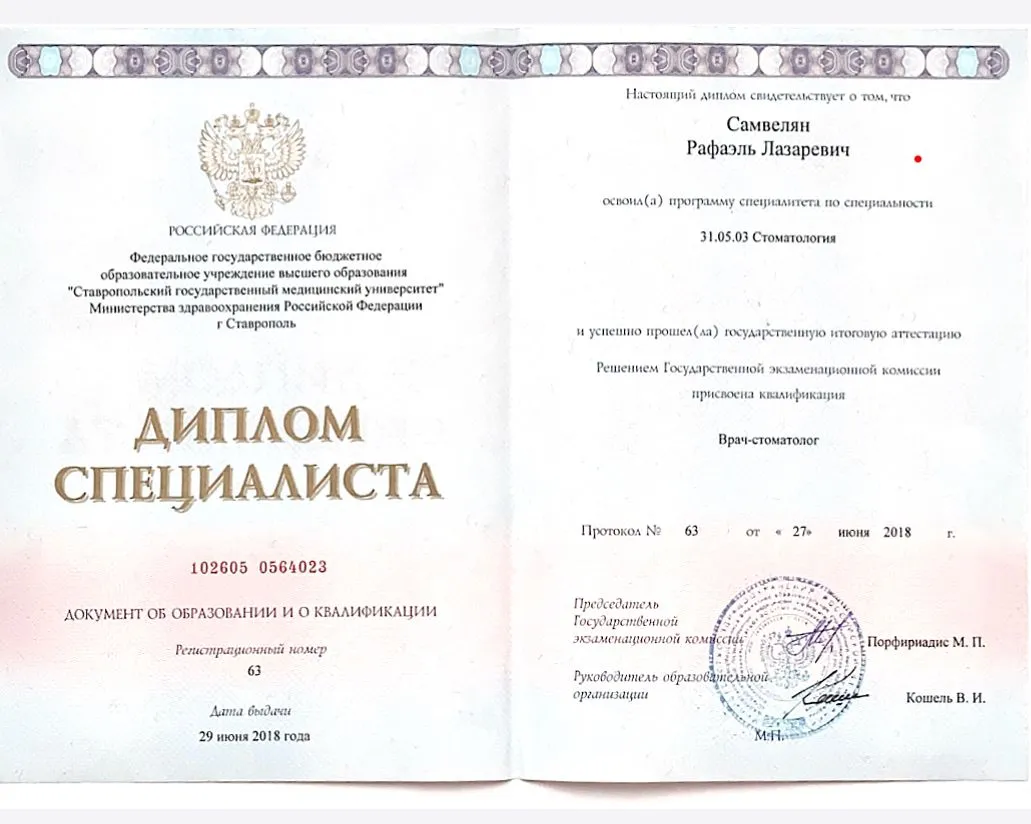 РОССИЙСКАЯ ФЕДЕРАЦИЯ
Федеральное государственное бюджетное
образовательное учреждение высшего образования
"Ставропольский государственный медицинский университет"
Министерства здравоохранения Российской Федерации
г Ставрополь
ДИПЛОМ
СПЕЦИАЛИСТА
102605 0564023
ДОКУМЕНТ ОБ ОБРАЗОВАНИИ И О КВАЛИФИКАЦИИ
Регистрационный номер
63
Дата выдачи
29 июня 2018 года
Настоящий диплом свидетельствует о том, что
Самвелян
Рафаэль Лазаревич
освоил(а) программу специалитета по специальности
31.05.03 Стоматология
и успешно прошел(ла) государственную итоговую аттестацию
Решением Государственной экзаменационной комиссии
присвоена квалификация
Врач-стоматолог
Протокол № 63 от « 27» июня 2018 г.
Председатель
Государственной
экзаменационной комиссии
Порфириадис М. П.
Руководитель образовательной
организации
Кошель В. И.
М.П.